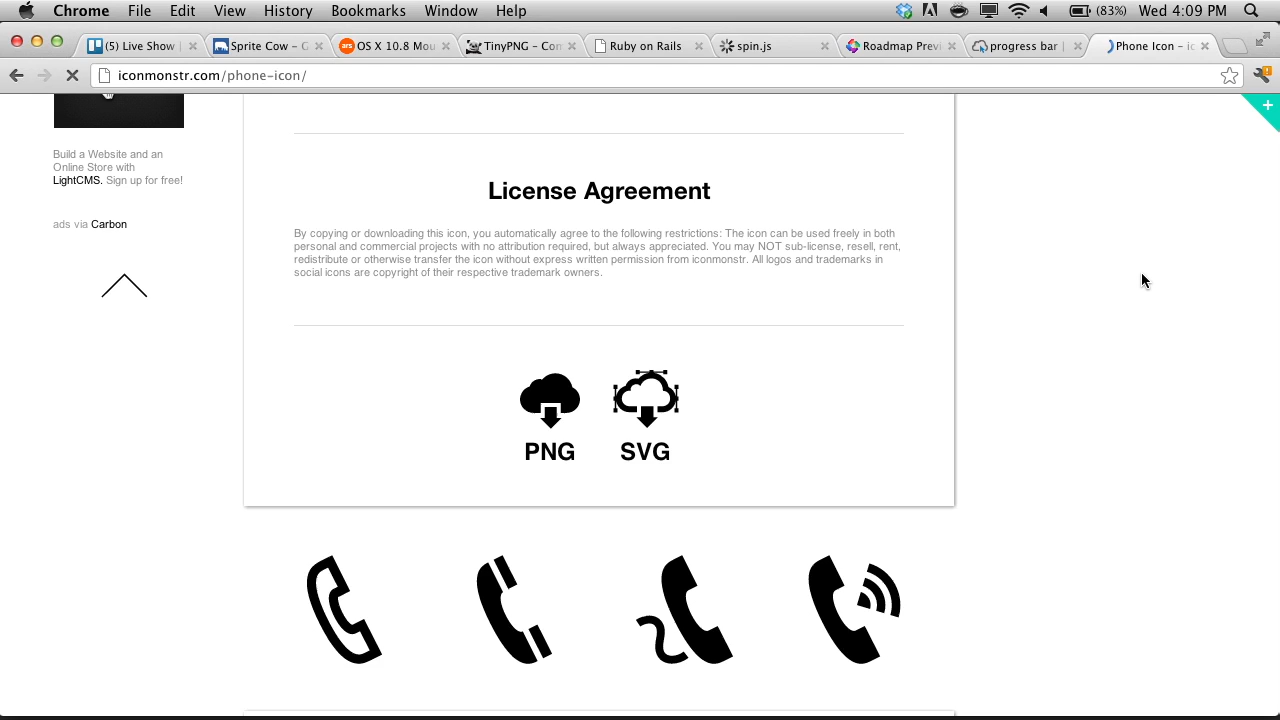 Chrome File Edit View History Bookmarks Window Help (83%) Wed 4:09 PM
(5) Live Show Sprite Cow – OS X 10.8 Mou TinyPNG – Con Ruby on Rails spin.js Roadmap Previ progress bar Phone Icon – ic
iconmonstr.com/phone-icon/
Build a Website and an
Online Store with
LightCMS. Sign up for free!
ads via Carbon
License Agreement
By copying or downloading this icon, you automatically agree to the following restrictions: The icon can be used freely in both
personal and commercial projects with no attribution required, but always appreciated. You may NOT sub-license, resell, rent,
redistribute or otherwise transfer the icon without express written permission from iconmonstr. All logos and trademarks in
social icons are copyright of their respective trademark owners.
PNG SVG